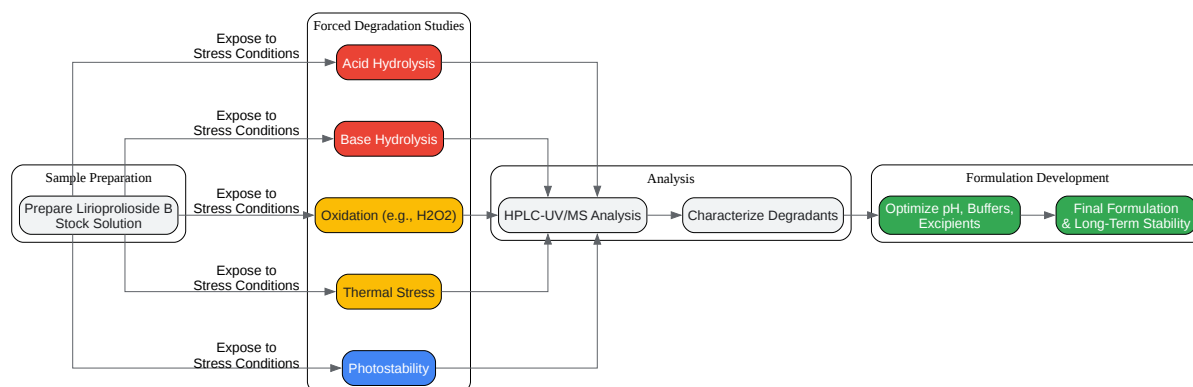 Forced Degradation Studies
Expose to
Stress Conditions
Acid Hydrolysis
Expose to
Stress Conditions
Base Hydrolysis
Sample Preparation
Prepare Lirioprolioside B
Stock Solution
Expose to
Stress Conditions
Oxidation (e.g., H2O2)
Expose to
Stress Conditions
Thermal Stress
Expose to
Stress Conditions
Photostability
Analysis
HPLC-UV/MS Analysis
Characterize Degradants
Formulation Development
Optimize pH, Buffers,
Excipients
Final Formulation
& Long-Term Stability